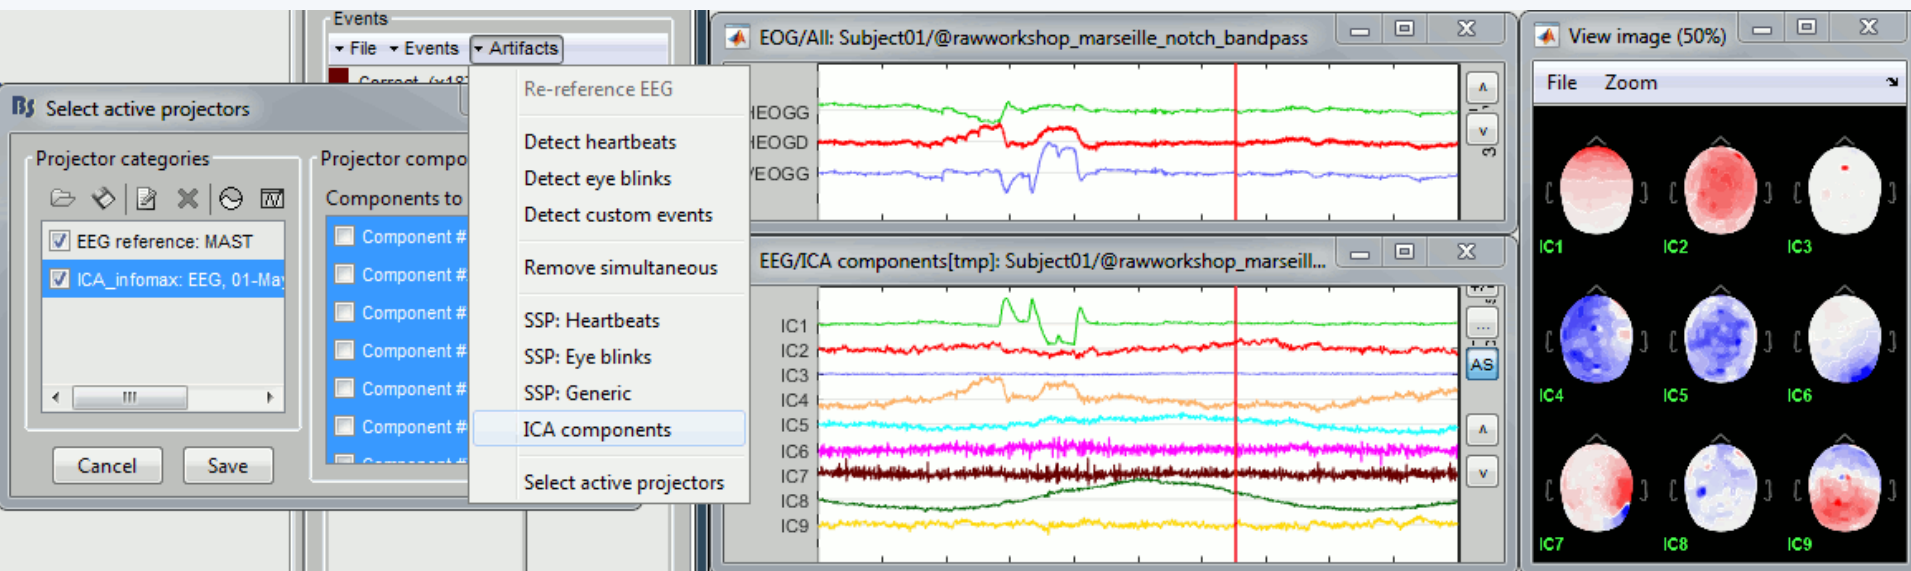 Events
File Events Artifacts
Correct (x18
Re-reference EEG
Detect heartbeats
Detect eye blinks
Detect custom events
Remove simultaneous
SSP: Heartbeats
SSP: Eye blinks
SSP: Generic
ICA components
Select active projectors
Select active projectors
Projector categories
EEG reference: MAST
ICA_infomax: EEG, 01-May
Cancel
Save
Projector compo
Components to
Component #
Component #
Component #
Component #
Component #
Component #
Component #
EOG/All: Subject01/@rawworkshop_marseille_notch_bandpass
HEOGG
HEOGD
VEOGG
EEG/ICA components[tmp]: Subject01/@rawworkshop_marseill...
IC1
IC2
IC3
IC4
IC5
IC6
IC7
IC8
IC9
...
AS
View image (50%)
File Zoom
IC1 IC2 IC3
IC4 IC5 IC6
IC7 IC8 IC9